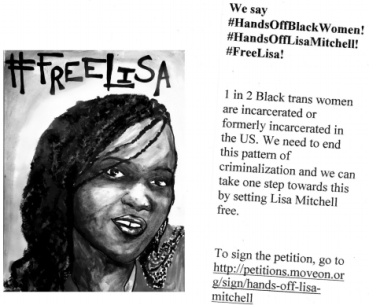 #FREELISA
We say
#HandsOffBlackWomen!
#HandsOffLisaMitchell!
#FreeLisa!
1 in 2 Black trans women
are incarcerated or
formerly incarcerated in
the US. We need to end
this pattern of
criminalization and we can
take one step towards this
by setting Lisa Mitchell
free.
To sign the petition, go to
http://petitions.moveon.or
g/sign/hands-off-lisa-
mitchell